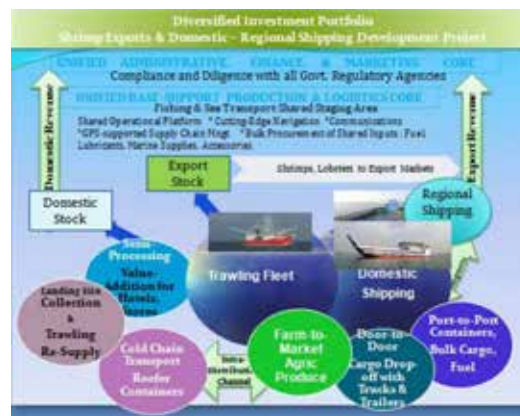 Diversified Investment Portfolio
Shrimp Exports & Domestic – Regional Shipping Development Project
UNIFIED ADMINISTRATIVE, FINANCE & MARKETING CORE
Compliance and Diligence with all Govt. Regulatory Agencies
UNIFIED BASE-SUPPORT PRODUCTION & LOGISTICS CORE
Fishing & Sea Transport Shared Staging Area
Shared Operational Platform *Cutting-Edge Navigation *Communications
*GPS-supported Supply Chain Mngt *Bulk Procurement of Shared Inputs: Fuel
Lubricants, Marine Supplies, Accessories
Domestic Revenue
Export Revenue
Export
Stock
Shrimps, Lobsters to Export Markets
Regional
Shipping
Domestic
Stock
Semi-
Processing
Value-
Addition for
Hotels,
Trawling Fleet
Domestic
Shipping
Landing Site
Collection
&
Trawling
Re-Supply
Cold Chain
Transport
Reefer
Containers
Intra-
Distribution
Channel
Farm-to-
Market
Agric
Produce
Door-to-
Door
Cargo Drop-
off with
Trucks &
Trailers
Port-to-Port
Containers,
Bulk Cargo,
Fuel